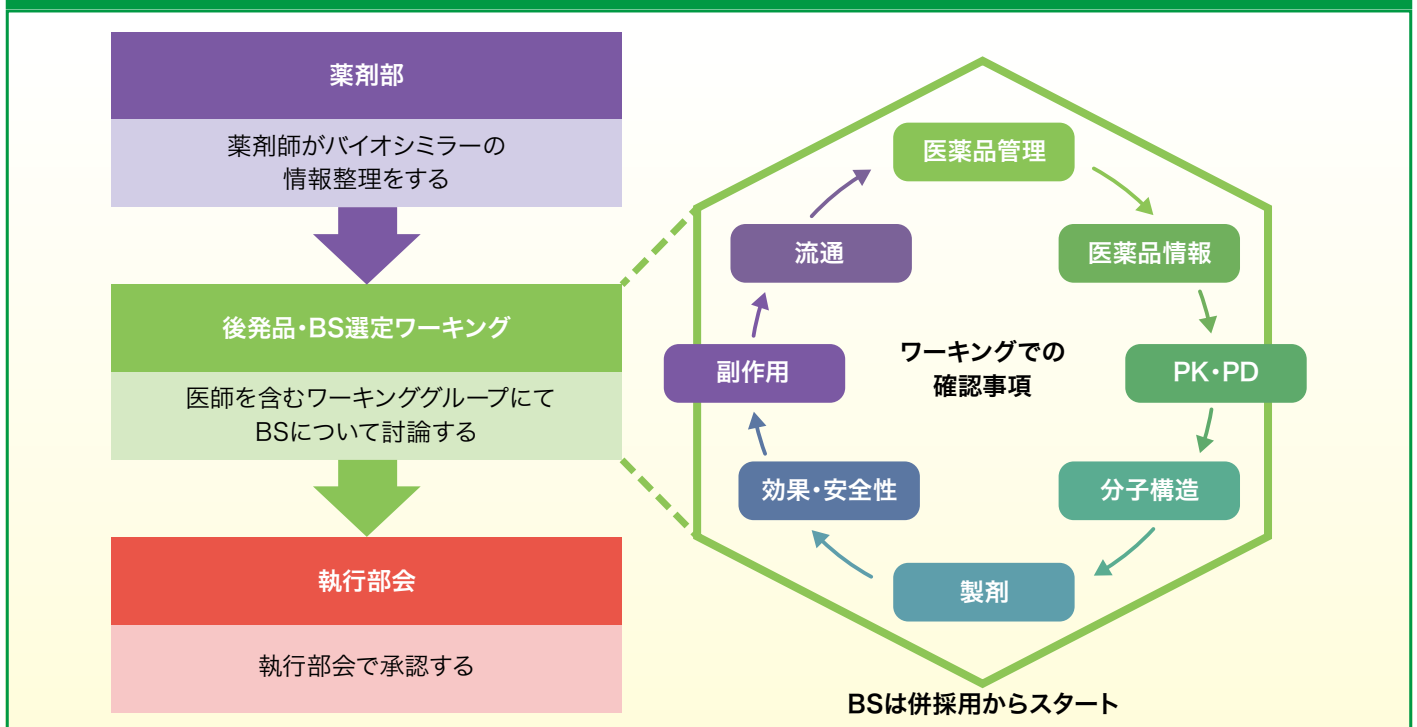 薬剤部
薬剤師がバイオシミラーの
情報整理をする
後発品・BS選定ワーキング
医師を含むワーキンググループにて
BSについて討論する
執行部会
執行部会で承認する
医薬品管理
医薬品情報
PK・PD
分子構造
製剤
効果・安全性
副作用
流通
ワーキングでの
確認事項
BSは併採用からスタート